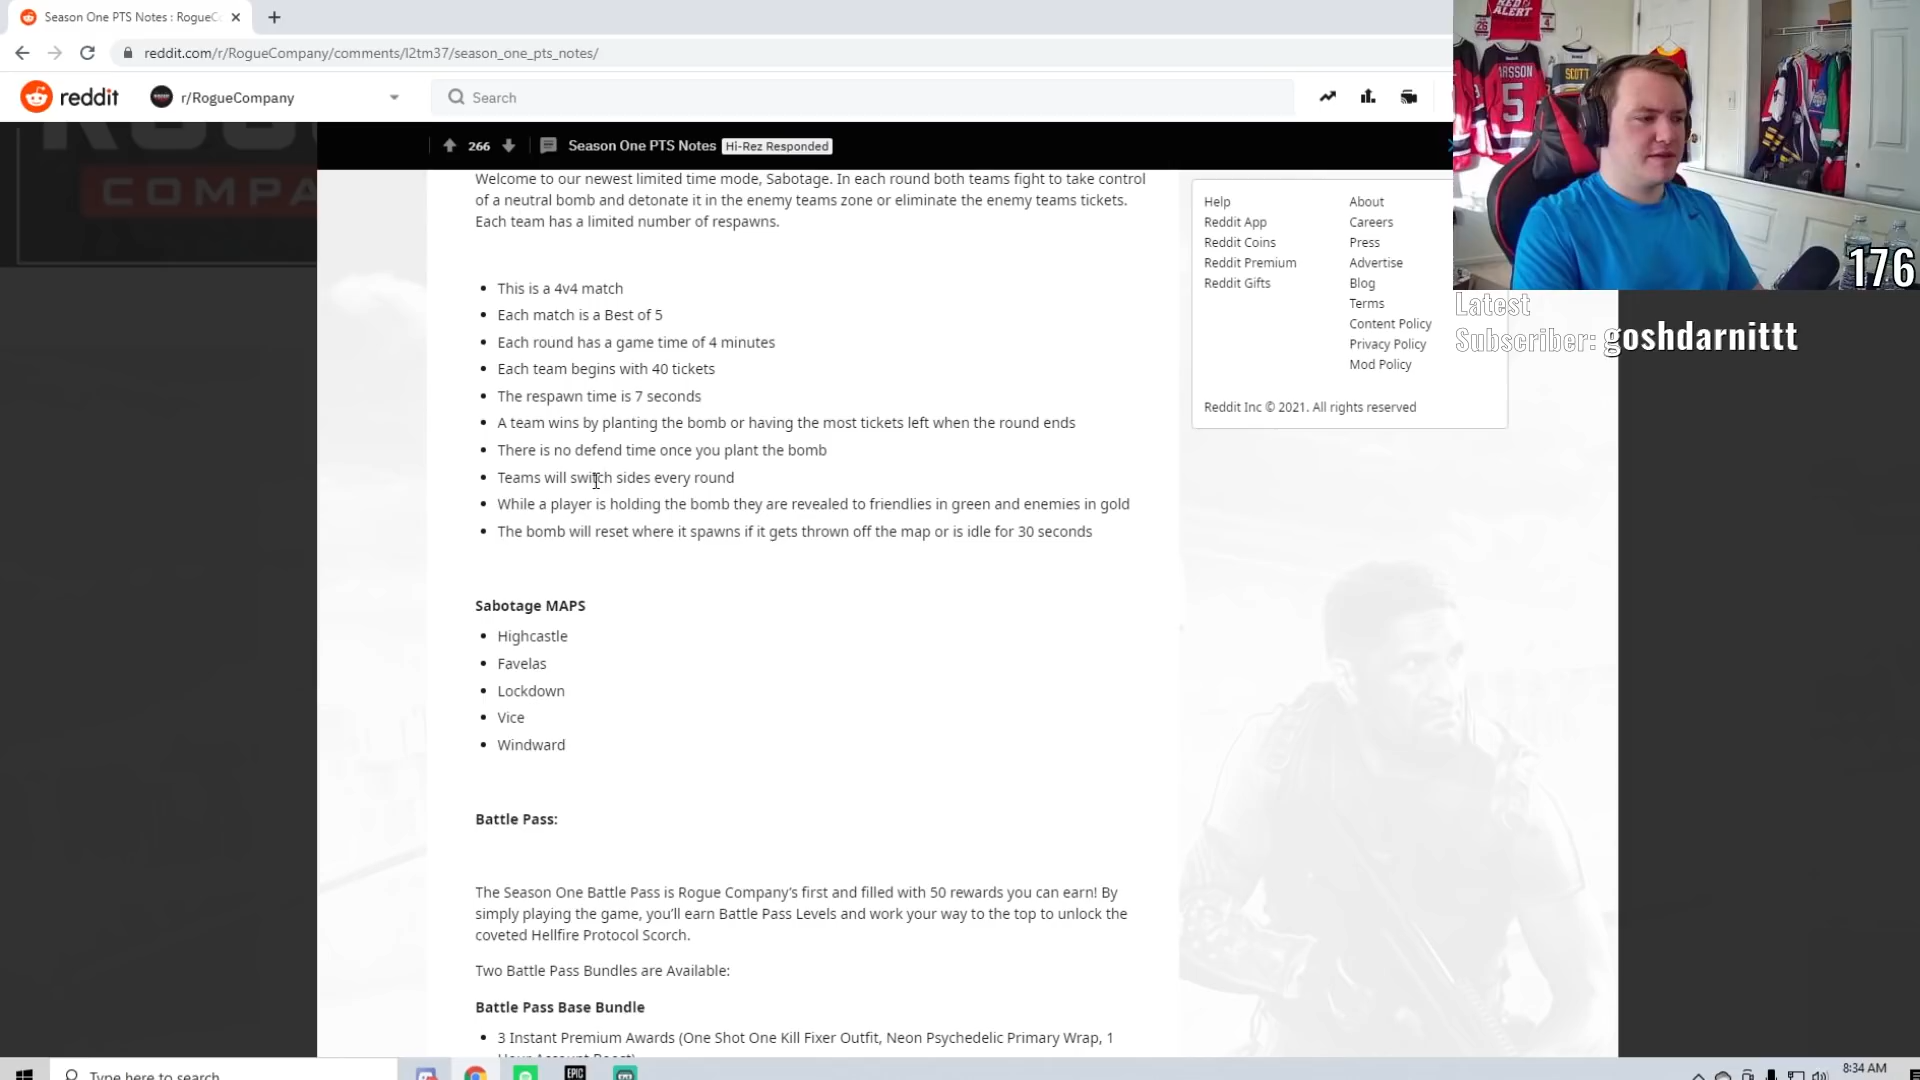 Season One PTS Notes : RogueC
reddit.com/r/RogueCompany/comments/l2tm37/season_one_pts_notes/
reddit
r/RogueCompany
Search
COMPA
266
Season One PTS Notes
Hi-Rez Responded
Welcome to our newest limited time mode, Sabotage. In each round both teams fight to take control
of a neutral bomb and detonate it in the enemy teams zone or eliminate the enemy teams tickets.
Each team has a limited number of respawns.
This is a 4v4 match
Each match is a Best of 5
Each round has a game time of 4 minutes
Each team begins with 40 tickets
The respawn time is 7 seconds
A team wins by planting the bomb or having the most tickets left when the round ends
There is no defend time once you plant the bomb
Teams will switch sides every round
While a player is holding the bomb they are revealed to friendlies in green and enemies in gold
The bomb will reset where it spawns if it gets thrown off the map or is idle for 30 seconds
Sabotage MAPS
Highcastle
Favelas
Lockdown
Vice
Windward
Battle Pass:
The Season One Battle Pass is Rogue Company's first and filled with 50 rewards you can earn! By
simply playing the game, you'll earn Battle Pass Levels and work your way to the top to unlock the
coveted Hellfire Protocol Scorch.
Two Battle Pass Bundles are Available:
Battle Pass Base Bundle
3 Instant Premium Awards (One Shot One Kill Fixer Outfit, Neon Psychedelic Primary Wrap, 1
Hour Account Boost)
Help
Reddit App
Reddit Coins
Reddit Premium
Reddit Gifts
About
Careers
Press
Advertise
Blog
Terms
Content Policy
Privacy Policy
Mod Policy
Reddit Inc © 2021. All rights reserved
RED ALERT
ARSSON
5
SCOTT
176
Latest
Subscriber: goshdarnittt
Type here to search
EPIC
8:34 AM